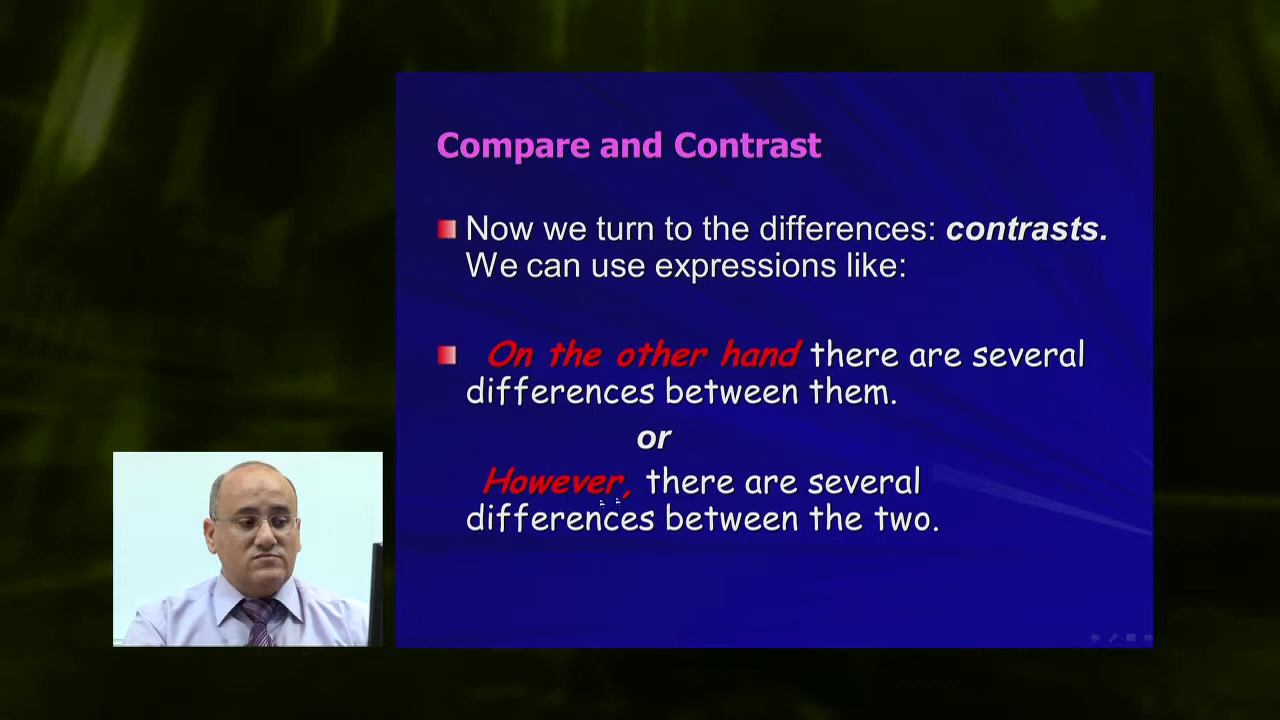 Compare and Contrast
Now we turn to the differences: contrasts.
We can use expressions like:
On the other hand there are several
differences between them.
or
However, there are several
differences between the two.